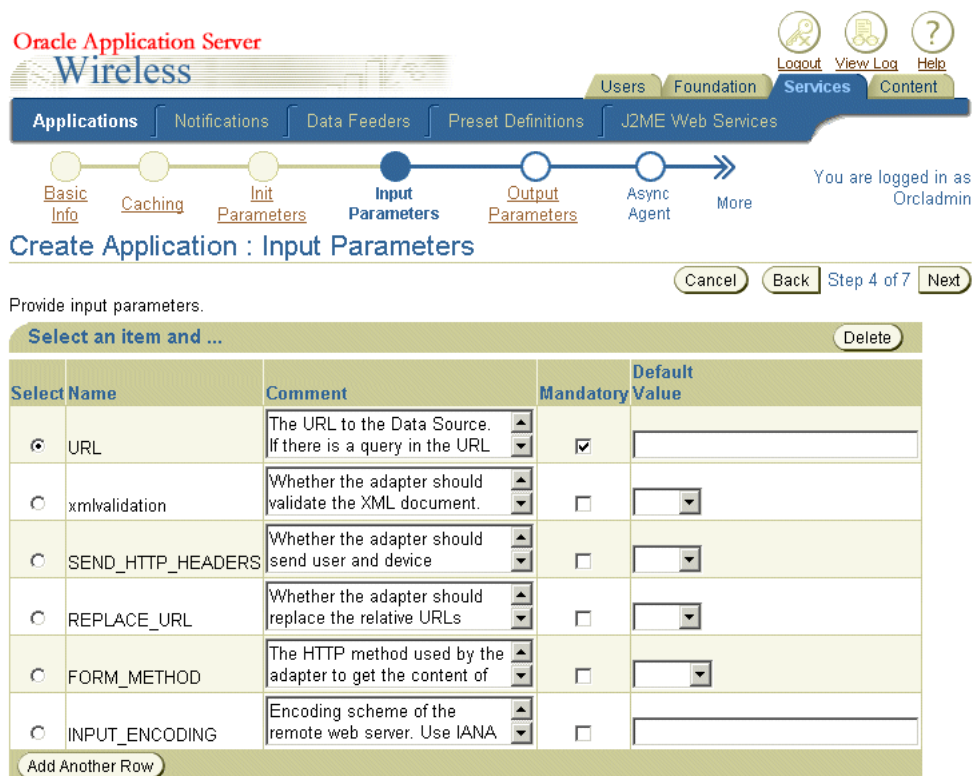 Oracle Application Server
Wireless
Logout View Log Help
Users Foundation Services Content
Applications Notifications Data Feeders Preset Definitions J2ME Web Services
Basic Info
Caching
Init Parameters
Input Parameters
Output Parameters
Async Agent
More
You are logged in as
Orcladmin
Create Application : Input Parameters
Cancel Back Step 4 of 7 Next
Provide input parameters.
Select an item and ...
Delete
Select Name Comment Mandatory Default Value
URL
The URL to the Data Source.
If there is a query in the URL
xmlvalidation
Whether the adapter should
validate the XML document.
SEND_HTTP_HEADERS
Whether the adapter should
send user and device
REPLACE_URL
Whether the adapter should
replace the relative URLs
FORM_METHOD
The HTTP method used by the
adapter to get the content of
INPUT_ENCODING
Encoding scheme of the
remote web server. Use IANA
Add Another Row